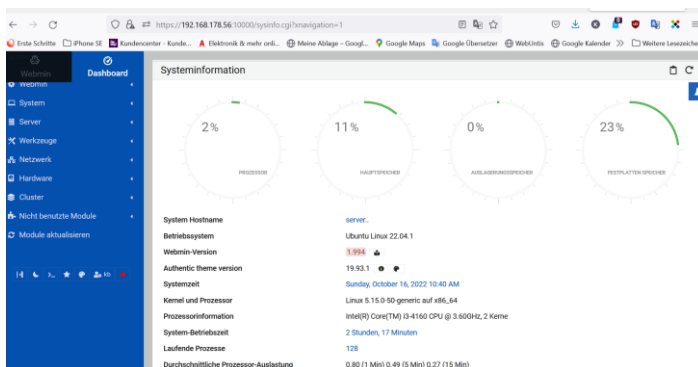 https://192.168.178.56:10000/sysinfo.cgi?xnavigation=1
Erste Schritte iPhone SE Kundencenter - Kunde... Elektronik & mehr onli... Meine Ablage – Googl... Google Maps Google Übersetzer WebUntis Google Kalender Weitere Lesezeichen
Webmin Dashboard
Webmin
System
Server
Werkzeuge
Netzwerk
Hardware
Cluster
Nicht benutzte Module
Module aktualisieren
Systeminformation
2% 11% 0% 23%
PROZESSOR HAUPTSPEICHER AUSLAGERUNGSSPEICHER FESTPLATTEN SPEICHER
System Hostname server..
Betriebssystem Ubuntu Linux 22.04.1
Webmin-Version 1.994
Authentic theme version 19.93.1
Systemzeit Sunday, October 16, 2022 10:40 AM
Kernel und Prozessor Linux 5.15.0-50-generic auf x86_64
Prozessorinformation Intel(R) Core(TM) i3-4160 CPU @ 3.60GHz, 2 Kerne
System-Betriebszeit 2 Stunden, 17 Minuten
Laufende Prozesse 128
Durchschnittliche Prozessor-Auslastung 0.80 (1 Min) 0.49 (5 Min) 0.27 (15 Min)